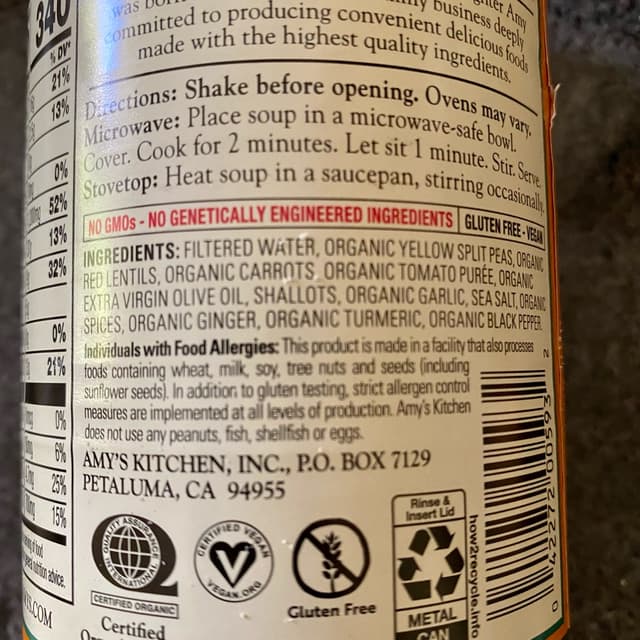 340
% DV*
21%
13%
0%
52%
13%
32%
0%
21%
0%
6%
25%
15%
was born
business deeply
committed to producing convenient delicious foods
made with the highest quality ingredients.
Directions: Shake before opening. Ovens may vary.
Microwave: Place soup in a microwave-safe bowl.
Cover. Cook for 2 minutes. Let sit 1 minute. Stir. Serve.
Stovetop: Heat soup in a saucepan, stirring occasionally.
NO GMOs - NO GENETICALLY ENGINEERED INGREDIENTS GLUTEN FREE - VEGAN
INGREDIENTS: FILTERED WATER, ORGANIC YELLOW SPLIT PEAS, ORGANIC
RED LENTILS, ORGANIC CARROTS, ORGANIC TOMATO PURÉE, ORGANIC
EXTRA VIRGIN OLIVE OIL, SHALLOTS, ORGANIC GARLIC, SEA SALT, ORGANIC
SPICES, ORGANIC GINGER, ORGANIC TURMERIC, ORGANIC BLACK PEPPER.
Individuals with Food Allergies: This product is made in a facility that also processes
foods containing wheat, milk, soy, tree nuts and seeds (including
sunflower seeds). In addition to gluten testing, strict allergen control
measures are implemented at all levels of production. Amy's Kitchen
does not use any peanuts, fish, shellfish or eggs.
AMY'S KITCHEN, INC., P.O. BOX 7129
PETALUMA, CA 94955
QUALITY ASSURANCE
INTERNATIONAL
CERTIFIED ORGANIC
Certified
CERTIFIED VEGAN
VEGAN.ORG
Gluten Free
Rinse &
Insert Lid
METAL
CAN
how2recycle.info
0 42272 00593 2